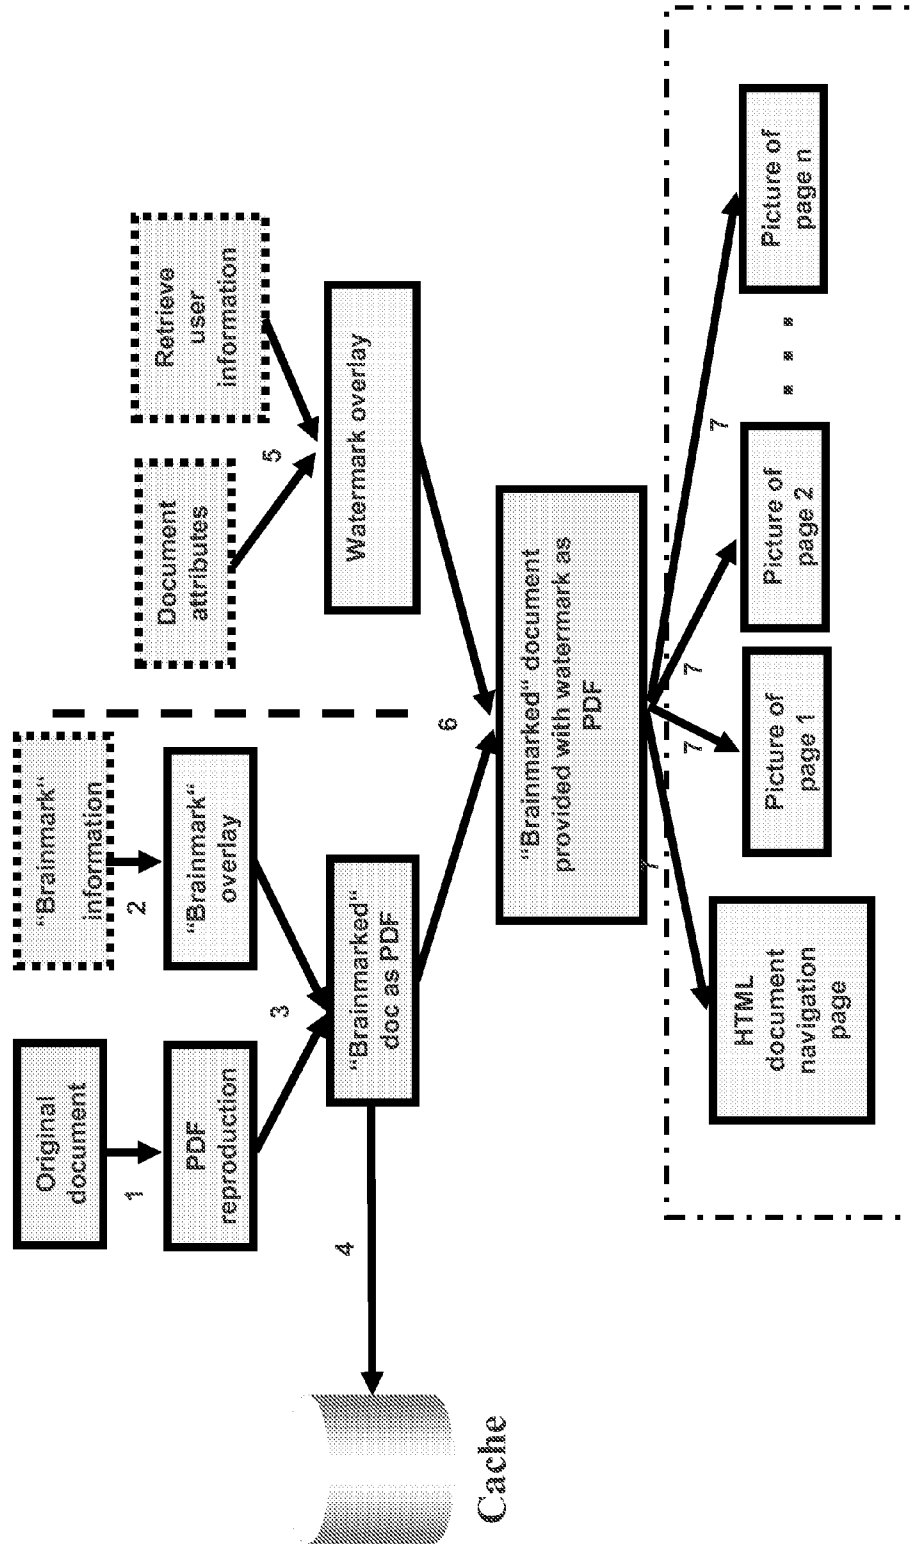 Original
document
“Brainmark“
information
Document
attributes
Retrieve
user
information
1
2
5
PDF
reproduction
“Brainmark“
overlay
Watermark overlay
3
4
“Brainmarked“
doc as PDF
6
Cache
“Brainmarked“ document
provided with watermark as
PDF
7
7
7
7
HTML
document
navigation
page
Picture of
page 1
Picture of
page 2
Picture of
page n